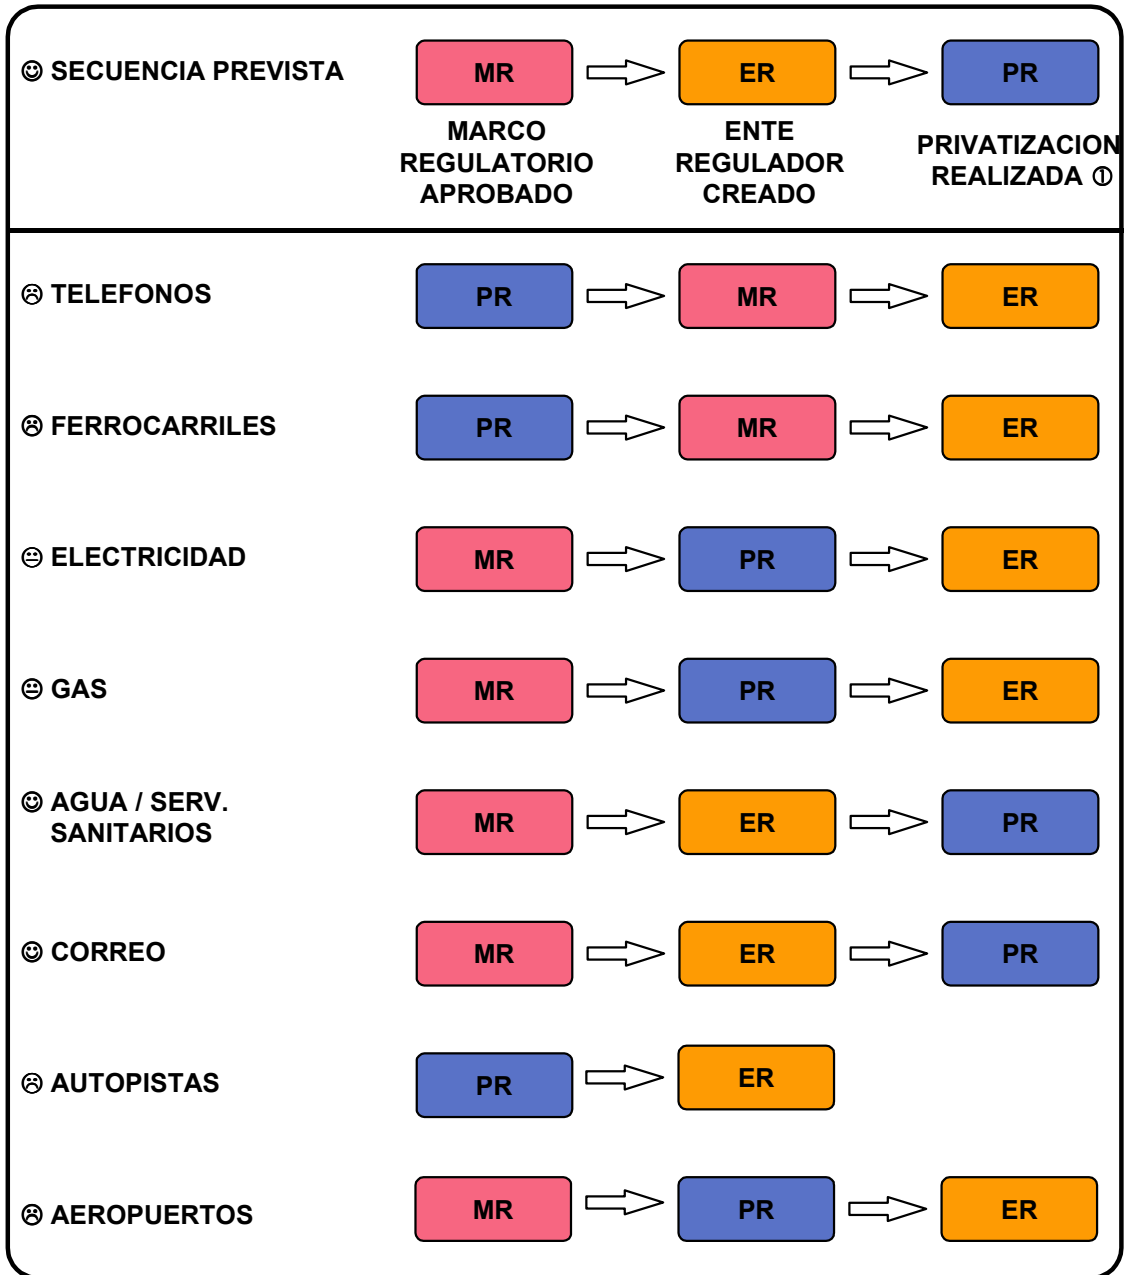 ☺ SECUENCIA PREVISTA MR ER PR
MARCO
REGULATORIO
APROBADO
ENTE
REGULADOR
CREADO
PRIVATIZACION
REALIZADA ①
☹ TELEFONOS PR MR ER
☹ FERROCARRILES PR MR ER
😐 ELECTRICIDAD MR PR ER
😐 GAS MR PR ER
☺ AGUA / SERV.
SANITARIOS MR ER PR
☺ CORREO MR ER PR
☹ AUTOPISTAS PR ER
☹ AEROPUERTOS MR PR ER